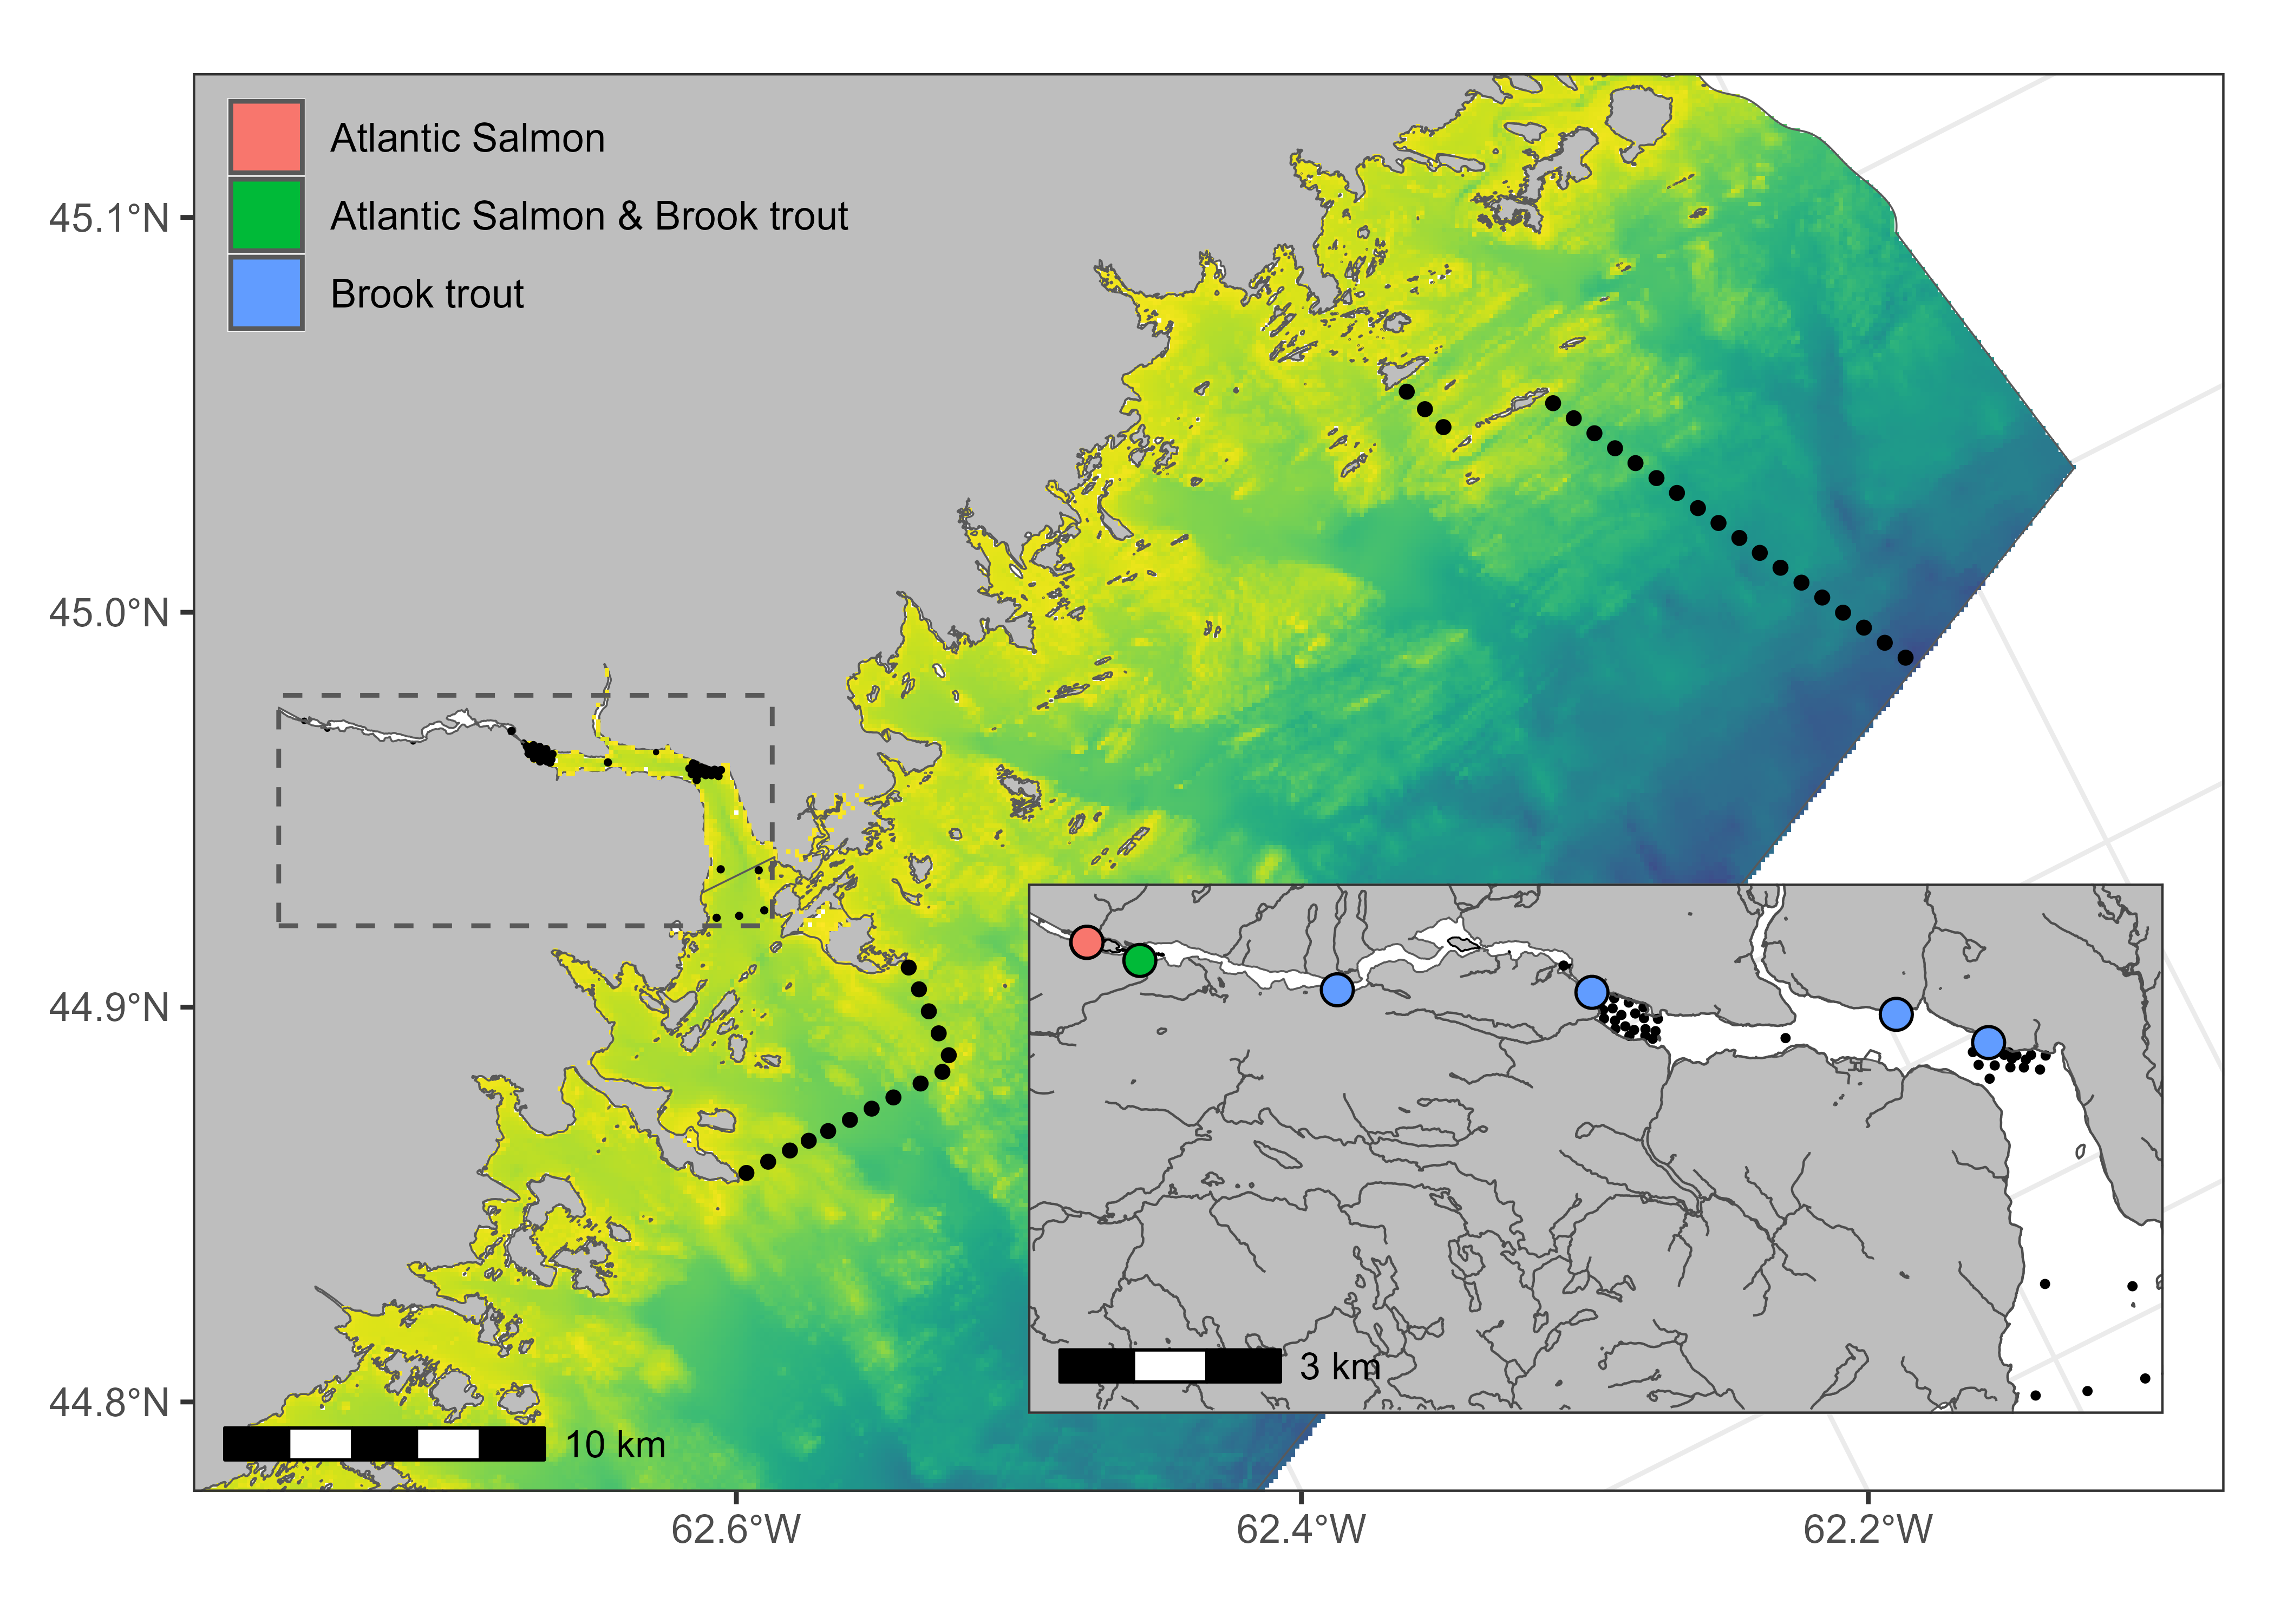 Atlantic Salmon
Atlantic Salmon & Brook trout
Brook trout
45.1°N
45.0°N
44.9°N
44.8°N
3 km
10 km
62.6°W
62.4°W
62.2°W